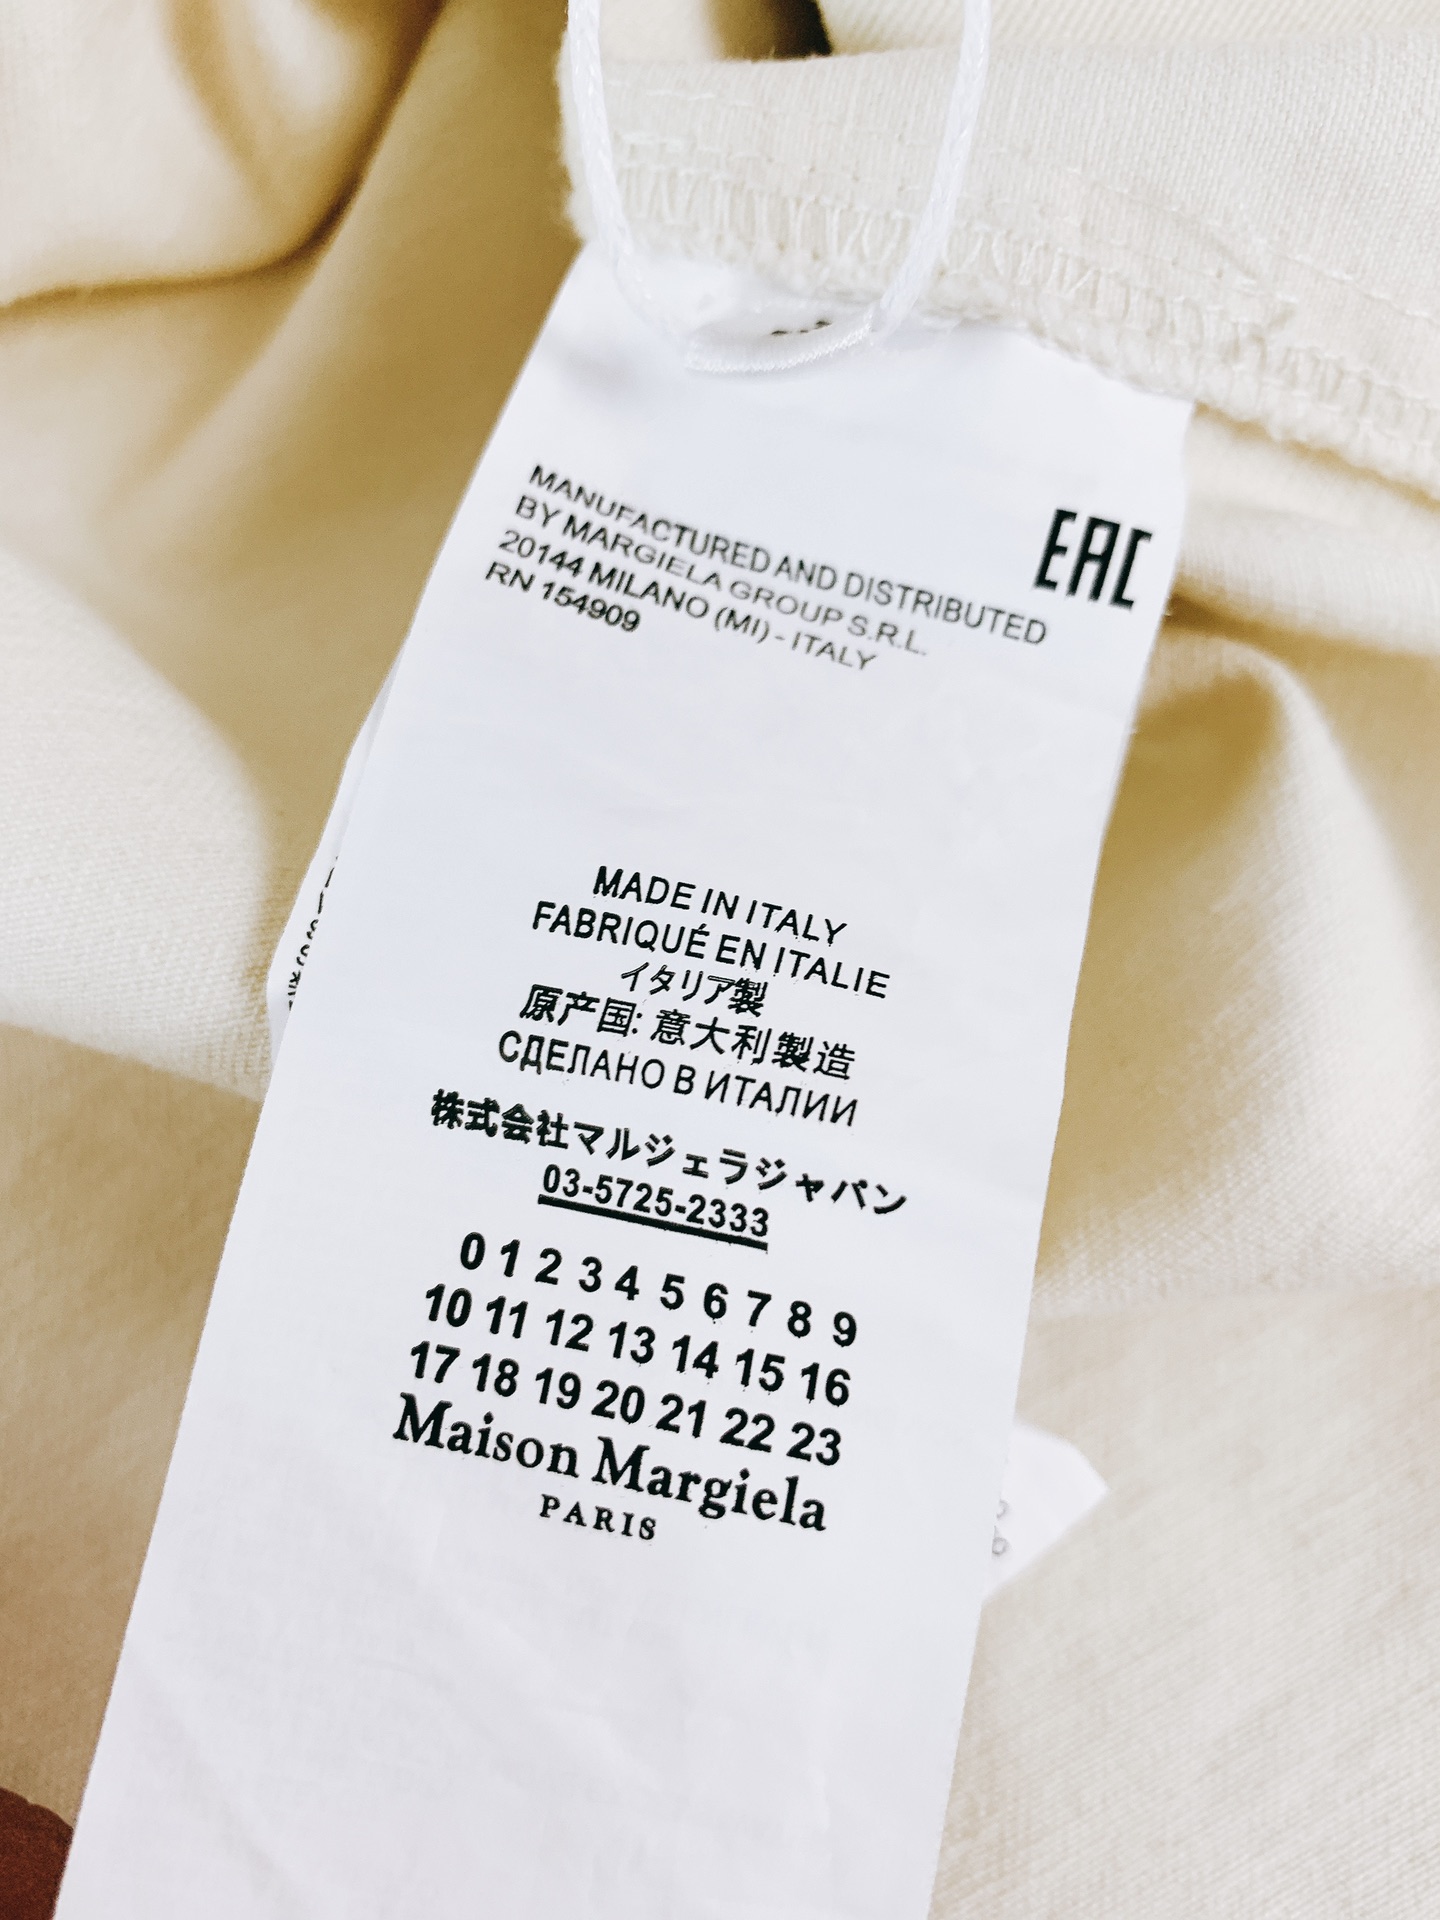 MANUFACTURED AND DISTRIBUTED
BY MARGIELA GROUP S.R.L.
20144 MILANO (MI) - ITALY
RN 154909
EAC
MADE IN ITALY
FABRIQUÉ EN ITALIE
イタリア製
原产国: 意大利製造
СДЕЛАНО В ИТАЛИИ
株式会社マルジェラジャパン
03-5725-2333
0 1 2 3 4 5 6 7 8 9
10 11 12 13 14 15 16
17 18 19 20 21 22 23
Maison Margiela
PARIS